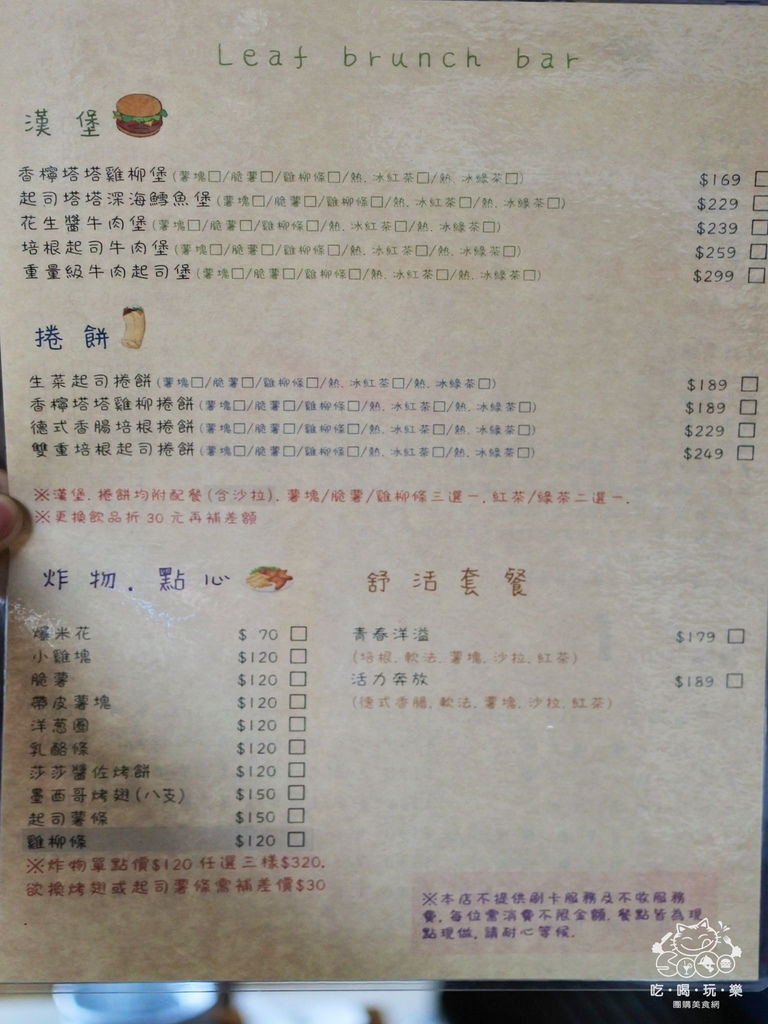 Leaf brunch bar
漢堡
香檸塔塔雞柳堡(薯塊□/脆薯□/雞柳條□/熱.冰紅茶□/熱.冰綠茶□) $169 □
起司塔塔深海鱈魚堡(薯塊□/脆薯□/雞柳條□/熱.冰紅茶□/熱.冰綠茶□) $229 □
花生醬牛肉堡(薯塊□/脆薯□/雞柳條□/熱.冰紅茶□/熱.冰綠茶□) $239 □
培根起司牛肉堡(薯塊□/脆薯□/雞柳條□/熱.冰紅茶□/熱.冰綠茶□) $259 □
重量級牛肉起司堡(薯塊□/脆薯□/雞柳條□/熱.冰紅茶□/熱.冰綠茶□) $299 □
捲餅
生菜起司捲餅(薯塊□/脆薯□/雞柳條□/熱.冰紅茶□/熱.冰綠茶□) $189 □
香檸塔塔雞柳捲餅(薯塊□/脆薯□/雞柳條□/熱.冰紅茶□/熱.冰綠茶□) $189 □
德式香腸培根捲餅(薯塊□/脆薯□/雞柳條□/熱.冰紅茶□/熱.冰綠茶□) $229 □
雙重培根起司捲餅(薯塊□/脆薯□/雞柳條□/熱.冰紅茶□/熱.冰綠茶□) $249 □
※漢堡.捲餅均附配餐(含沙拉).薯塊/脆薯/雞柳條三選一.紅茶/綠茶二選一.
※更換飲品折30元再補差額
炸物.點心
爆米花 $ 70 □
小雞塊 $120 □
脆薯 $120 □
帶皮薯塊 $120 □
洋蔥圈 $120 □
乳酪條 $120 □
莎莎醬佐烤餅 $120 □
墨西哥烤翅(八支) $150 □
起司薯條 $150 □
雞柳條 $120 □
※炸物單點價$120任選三樣$320.
欲換烤翅或起司薯條需補差價$30
舒活套餐
青春洋溢 $179 □
(培根.軟法.薯塊.沙拉.紅茶)
活力奔放 $189 □
(德式香腸.軟法.薯塊.沙拉.紅茶)
※本店不提供刷卡服務及不收服務
費.每位需消費不限金額.餐點皆為現
點現做.請耐心等候.
吃・喝・玩・樂
團購美食網